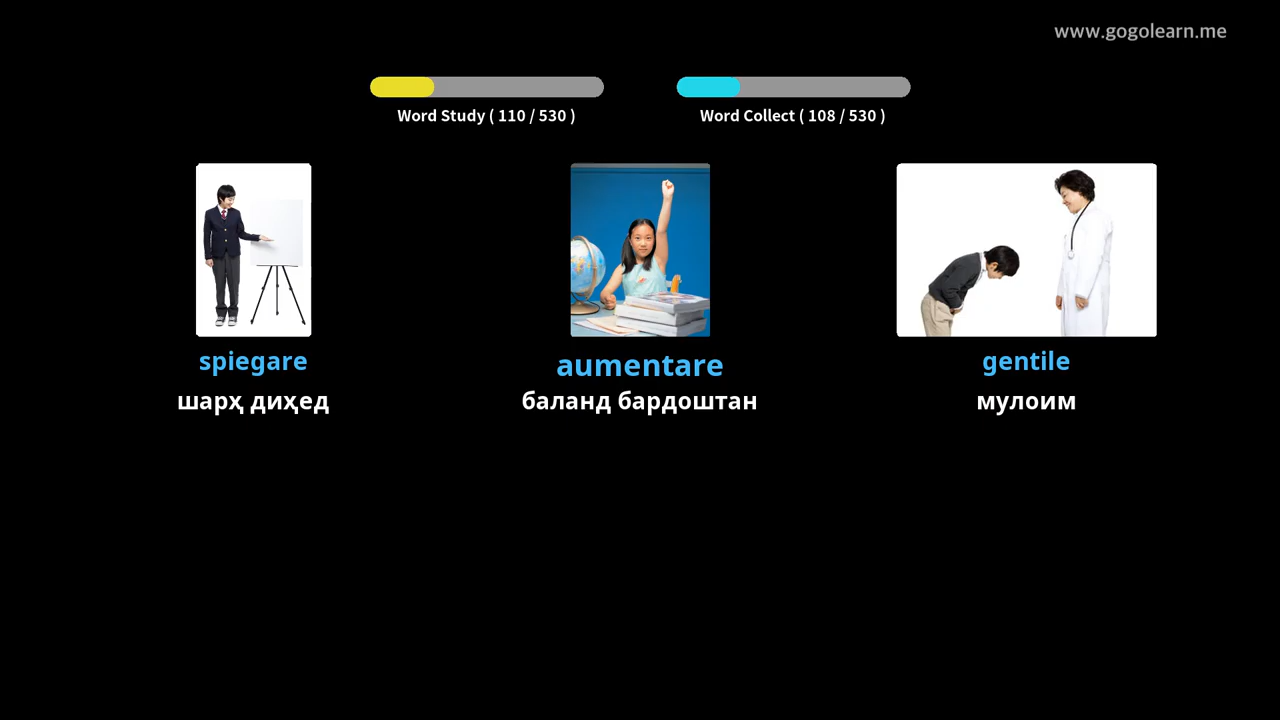 www.gogolearn.me
Word Study ( 110 / 530 )
Word Collect ( 108 / 530 )
spiegare
aumentare
gentile
шарҳ диҳед
баланд бардоштан
мулоим